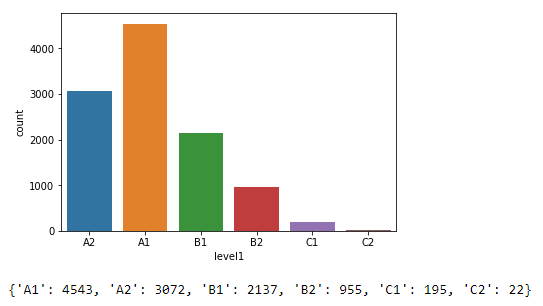 4000
3000
2000
1000
0
count
A2 A1 B1 B2 C1 C2
level1
{'A1': 4543, 'A2': 3072, 'B1': 2137, 'B2': 955, 'C1': 195, 'C2': 22}